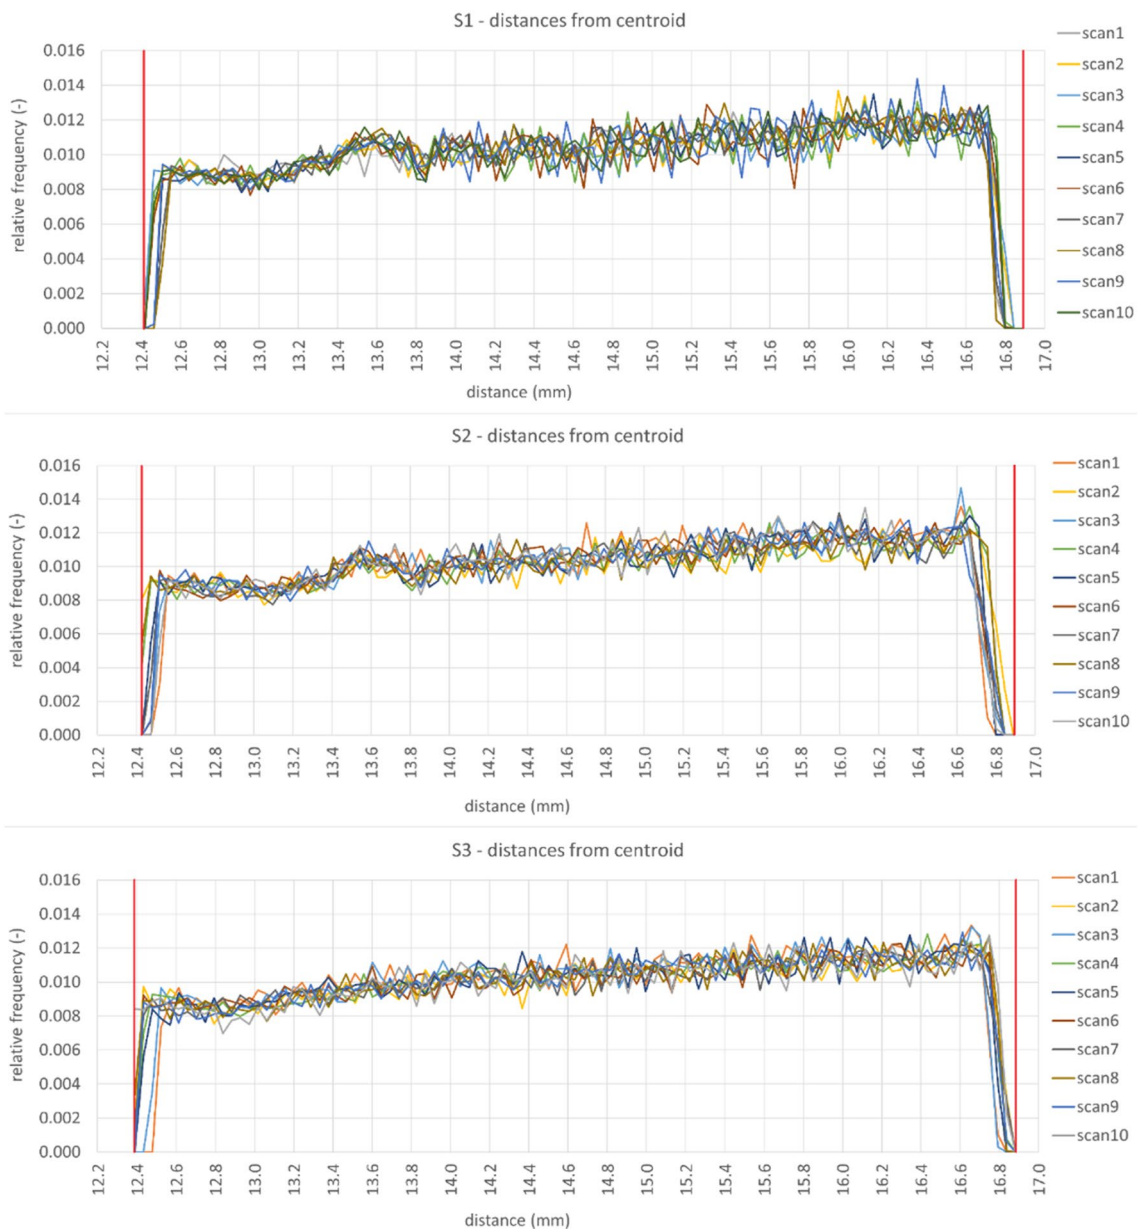 S1 - distances from centroid
relative frequency (-)
0.016
0.014
0.012
0.010
0.008
0.006
0.004
0.002
0.000
12.2
12.4
12.6
12.8
13.0
13.2
13.4
13.6
13.8
14.0
14.2
14.4
14.6
14.8
15.0
15.2
15.4
15.6
15.8
16.0
16.2
16.4
16.6
16.8
17.0
distance (mm)
scan1
scan2
scan3
scan4
scan5
scan6
scan7
scan8
scan9
scan10
S2 - distances from centroid
relative frequency (-)
0.016
0.014
0.012
0.010
0.008
0.006
0.004
0.002
0.000
12.2
12.4
12.6
12.8
13.0
13.2
13.4
13.6
13.8
14.0
14.2
14.4
14.6
14.8
15.0
15.2
15.4
15.6
15.8
16.0
16.2
16.4
16.6
16.8
17.0
distance (mm)
scan1
scan2
scan3
scan4
scan5
scan6
scan7
scan8
scan9
scan10
S3 - distances from centroid
relative frequency (-)
0.016
0.014
0.012
0.010
0.008
0.006
0.004
0.002
0.000
12.2
12.4
12.6
12.8
13.0
13.2
13.4
13.6
13.8
14.0
14.2
14.4
14.6
14.8
15.0
15.2
15.4
15.6
15.8
16.0
16.2
16.4
16.6
16.8
17.0
distance (mm)
scan1
scan2
scan3
scan4
scan5
scan6
scan7
scan8
scan9
scan10